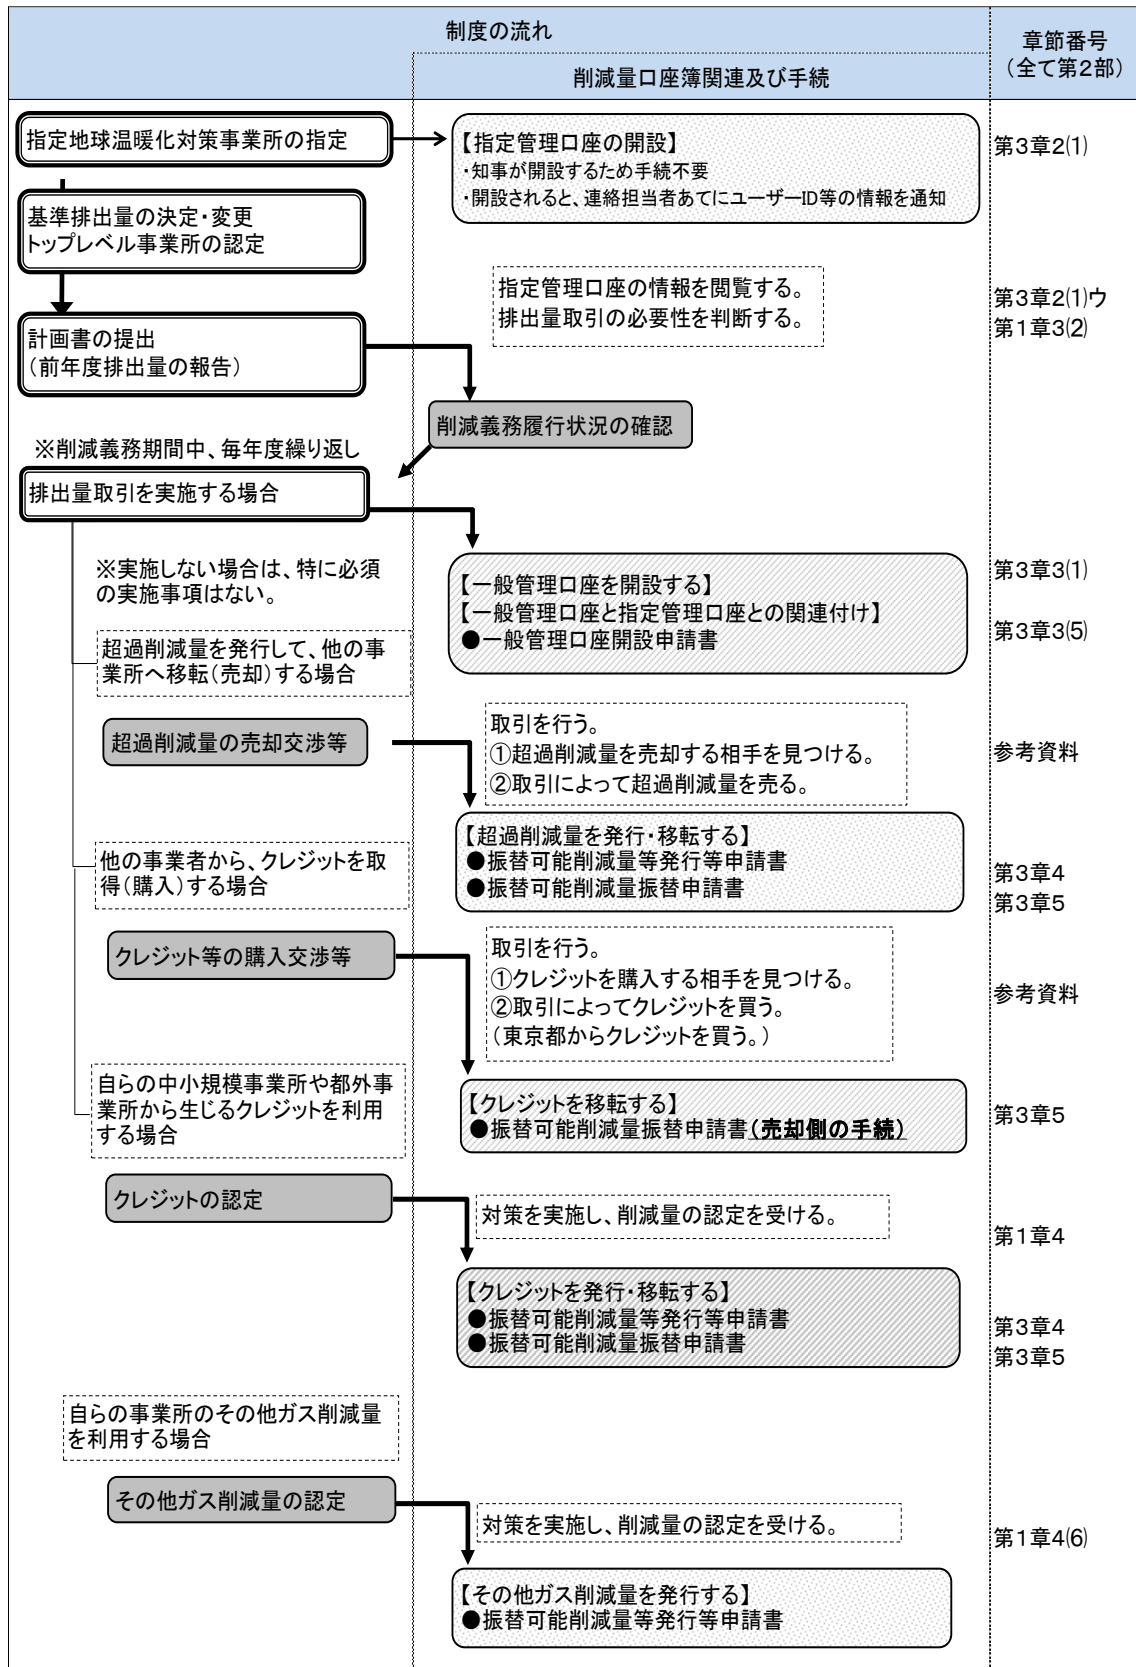 制度の流れ
削減量口座簿関連及び手続
章節番号
(全て第2部)
指定地球温暖化対策事業所の指定
【指定管理口座の開設】
・知事が開設するため手続不要
・開設されると、連絡担当者あてにユーザーID等の情報を通知
第3章2(1)
基準排出量の決定・変更
トップレベル事業所の認定
指定管理口座の情報を閲覧する。
排出量取引の必要性を判断する。
第3章2(1)ウ
第1章3(2)
計画書の提出
(前年度排出量の報告)
削減義務履行状況の確認
※削減義務期間中、毎年度繰り返し
排出量取引を実施する場合
※実施しない場合は、特に必須
の実施事項はない。
【一般管理口座を開設する】
【一般管理口座と指定管理口座との関連付け】
●一般管理口座開設申請書
第3章3(1)
第3章3(5)
超過削減量を発行して、他の事
業所へ移転(売却)する場合
超過削減量の売却交渉等
取引を行う。
①超過削減量を売却する相手を見つける。
②取引によって超過削減量を売る。
参考資料
【超過削減量を発行・移転する】
●振替可能削減量等発行等申請書
●振替可能削減量振替申請書
第3章4
第3章5
他の事業者から、クレジットを取
得(購入)する場合
クレジット等の購入交渉等
取引を行う。
①クレジットを購入する相手を見つける。
②取引によってクレジットを買う。
(東京都からクレジットを買う。)
参考資料
自らの中小規模事業所や都外事
業所から生じるクレジットを利用
する場合
【クレジットを移転する】
●振替可能削減量振替申請書(売却側の手続)
第3章5
クレジットの認定
対策を実施し、削減量の認定を受ける。
第1章4
【クレジットを発行・移転する】
●振替可能削減量等発行等申請書
●振替可能削減量振替申請書
第3章4
第3章5
自らの事業所のその他ガス削減量
を利用する場合
その他ガス削減量の認定
対策を実施し、削減量の認定を受ける。
第1章4(6)
【その他ガス削減量を発行する】
●振替可能削減量等発行等申請書